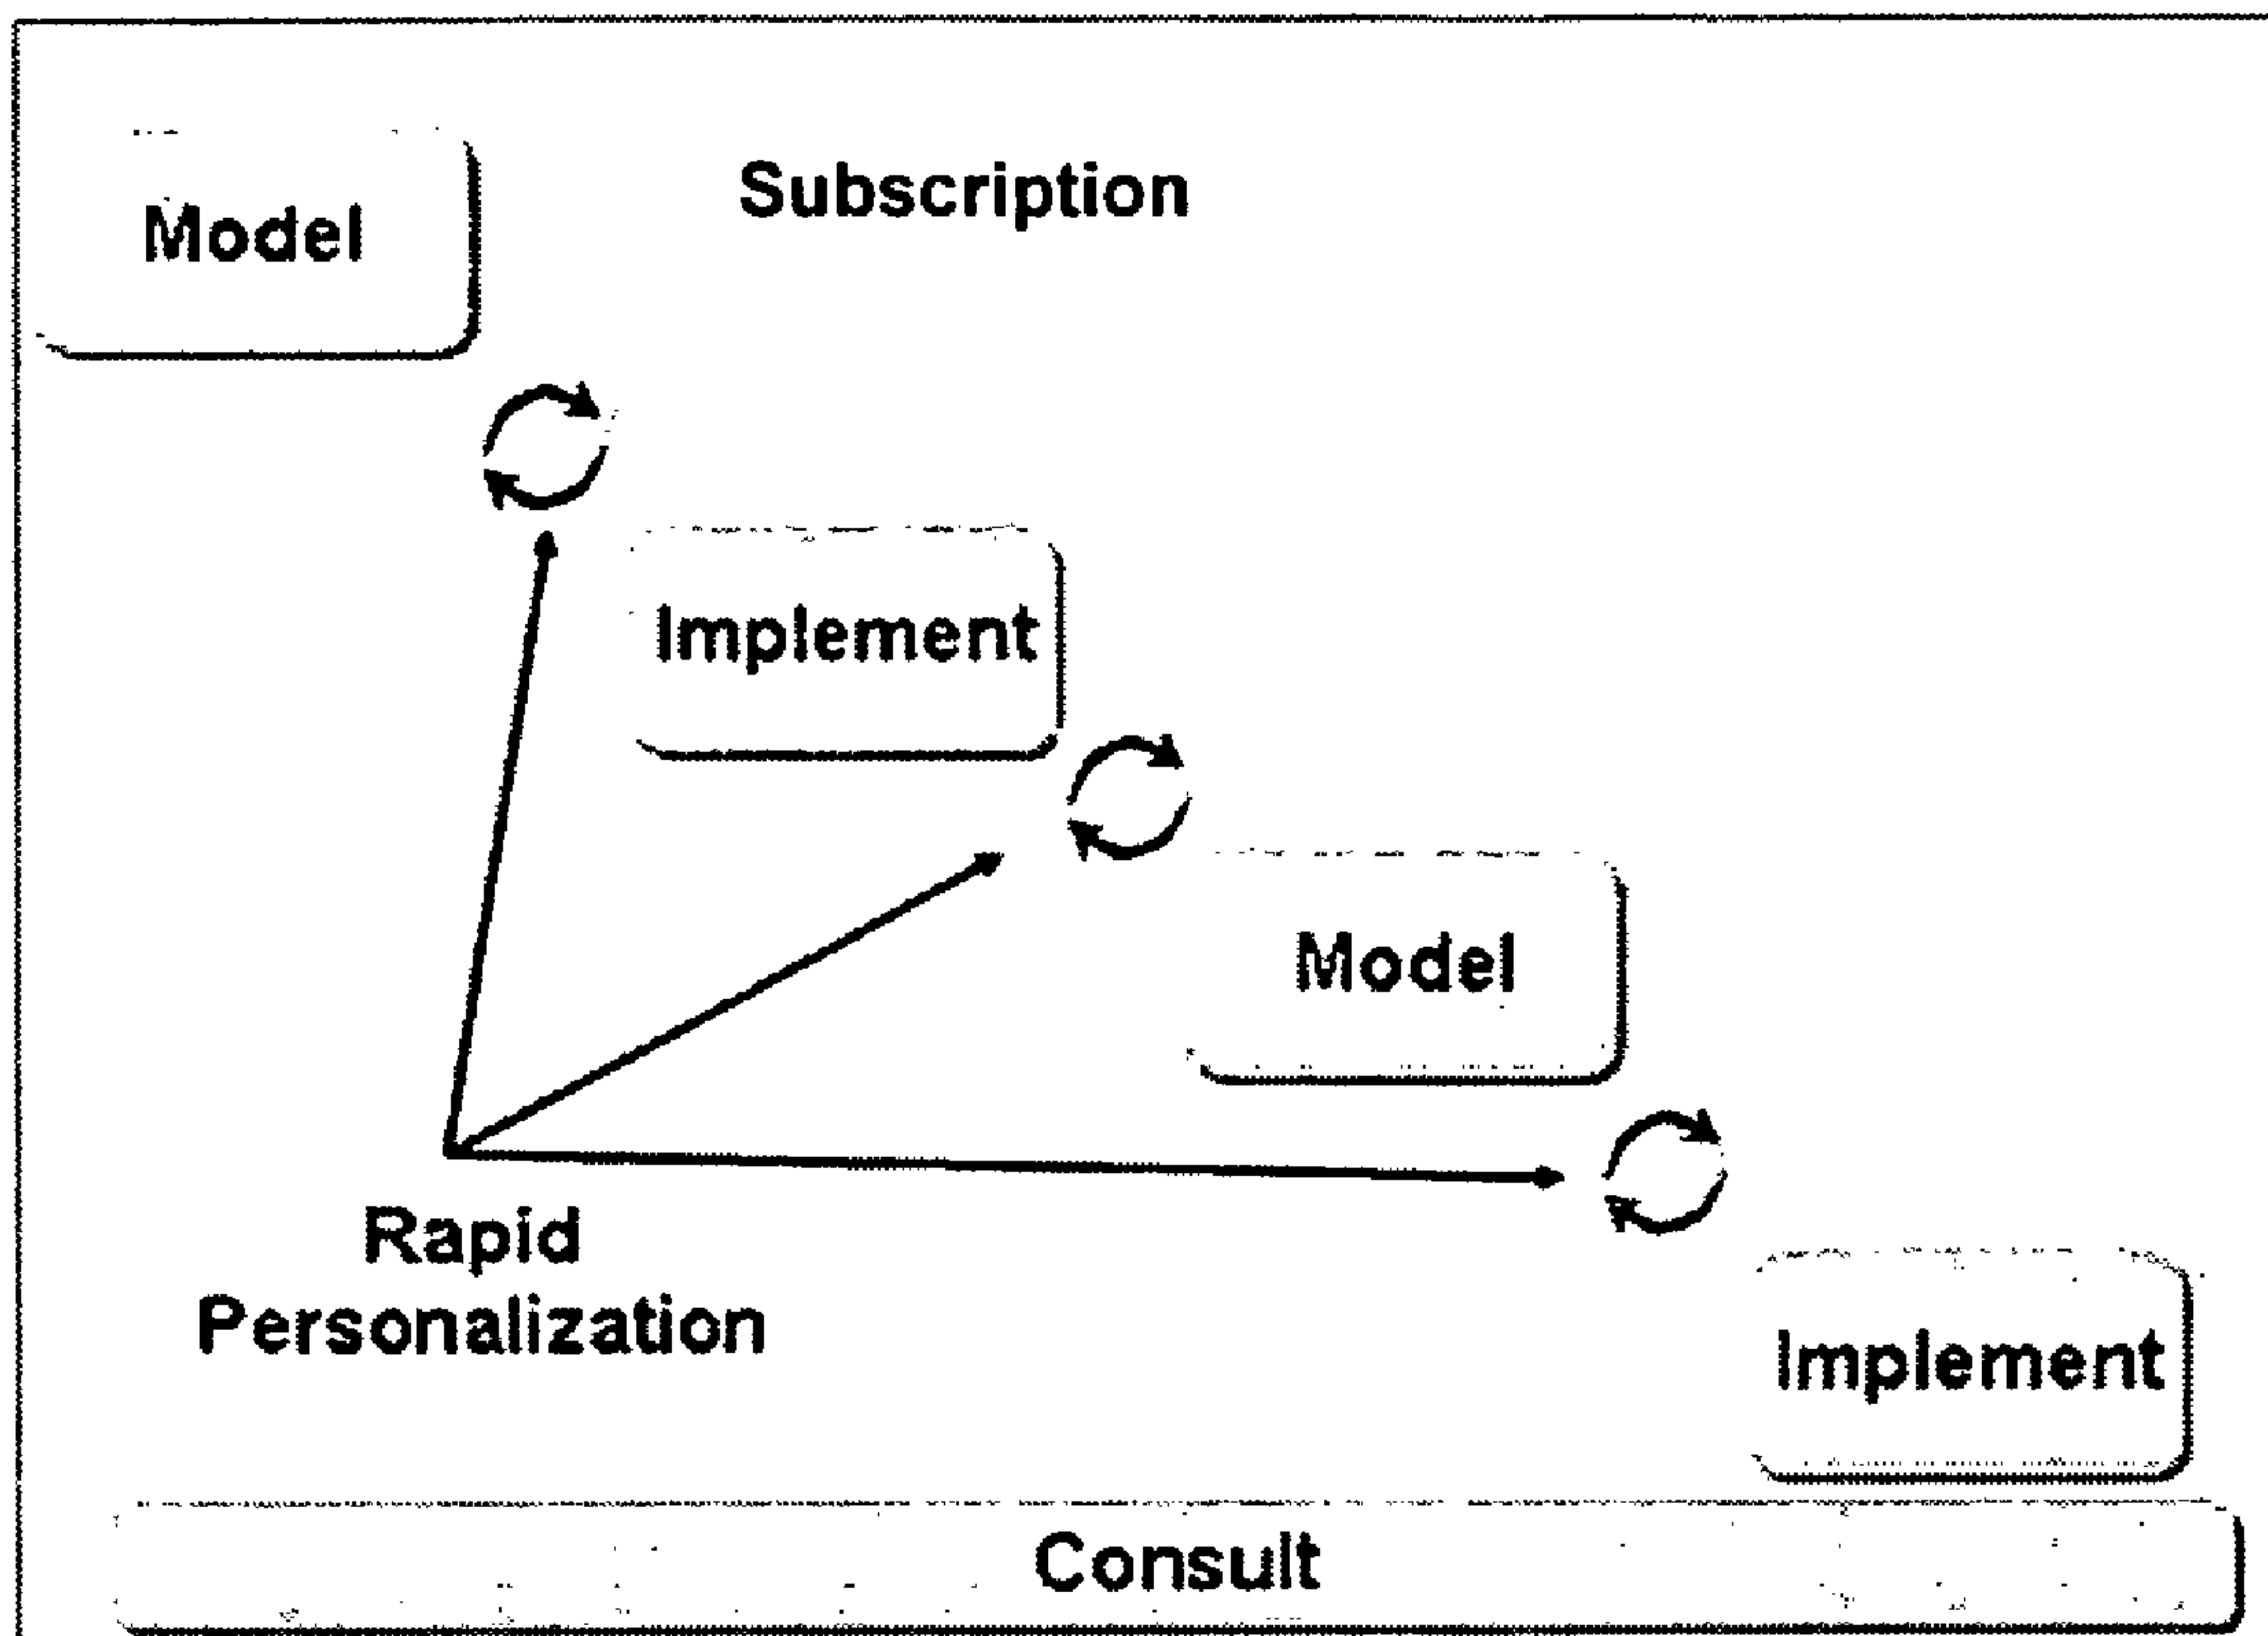 Subscription
Model
Implement
Model
Rapid
Personalization
Implement
Consult